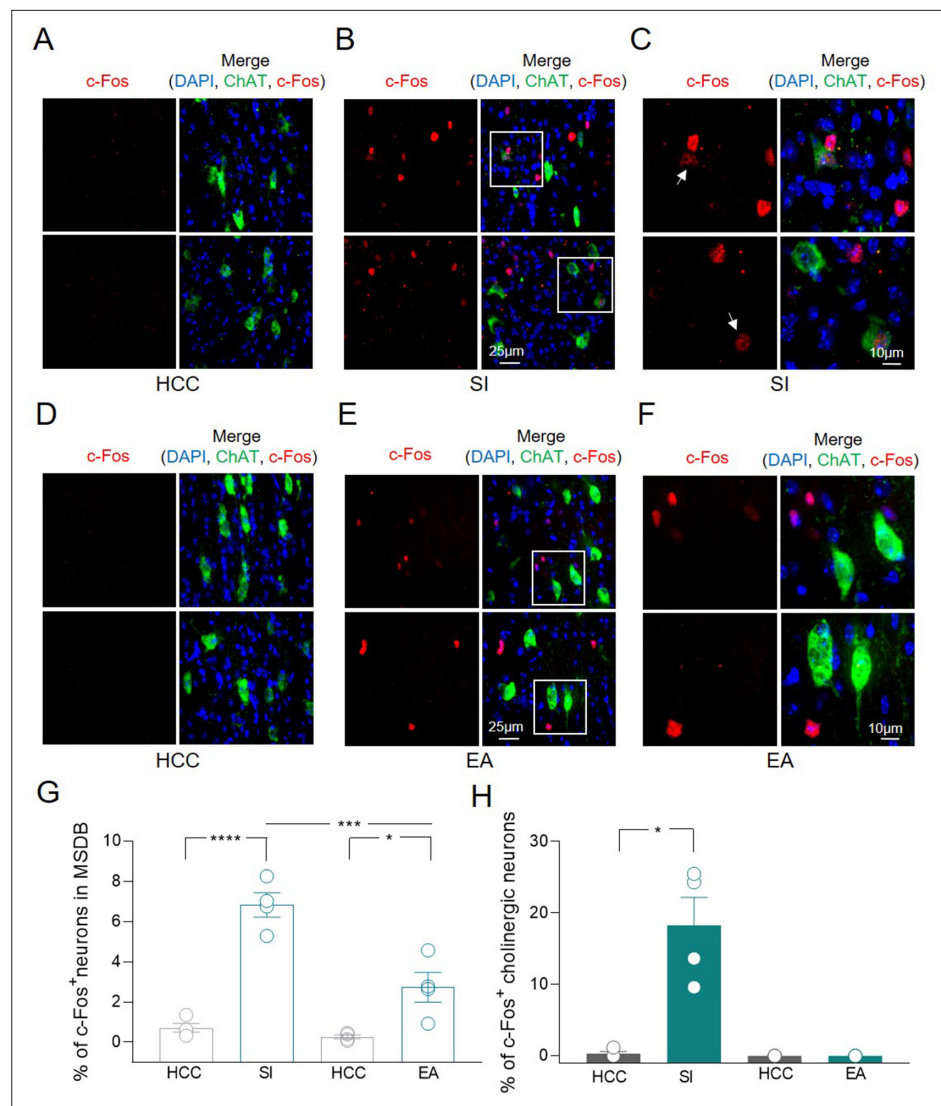 A
B
C
c-Fos
Merge
(DAPI, ChAT, c-Fos)
c-Fos
Merge
(DAPI, ChAT, c-Fos)
c-Fos
Merge
(DAPI, ChAT, c-Fos)
25µm
10µm
HCC
SI
SI
D
E
F
c-Fos
Merge
(DAPI, ChAT, c-Fos)
c-Fos
Merge
(DAPI, ChAT, c-Fos)
c-Fos
Merge
(DAPI, ChAT, c-Fos)
25µm
10µm
HCC
EA
EA
G
% of c-Fos+neurons in MSDB
10
8
6
4
2
0
****
***
*
HCC
SI
HCC
EA
H
% of c-Fos+ cholinergic neurons
30
20
10
0
*
HCC
SI
HCC
EA